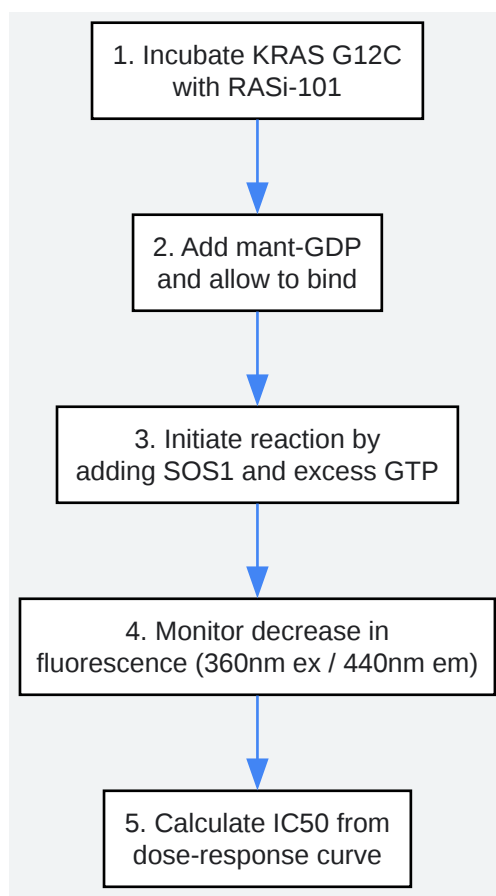 1. Incubate KRAS G12C
with RASi-101
2. Add mant-GDP
and allow to bind
3. Initiate reaction by
adding SOS1 and excess GTP
4. Monitor decrease in
fluorescence (360nm ex / 440nm em)
5. Calculate IC50 from
dose-response curve